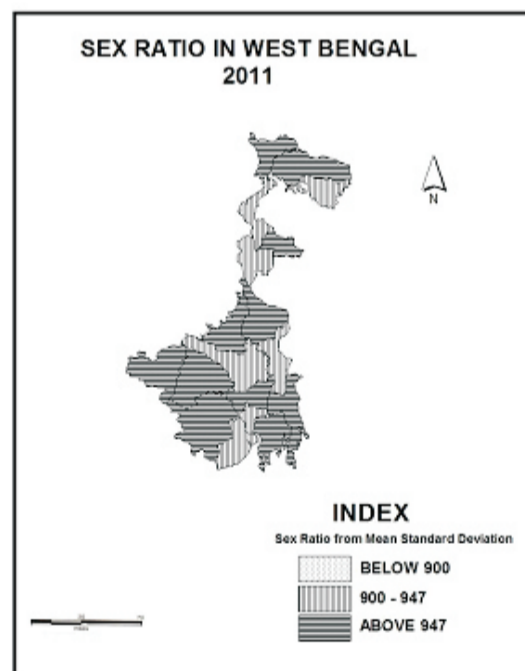 SEX RATIO IN WEST BENGAL
2011
N
INDEX
Sex Ratio from Mean Standard Deviation
BELOW 900
900 - 947
ABOVE 947